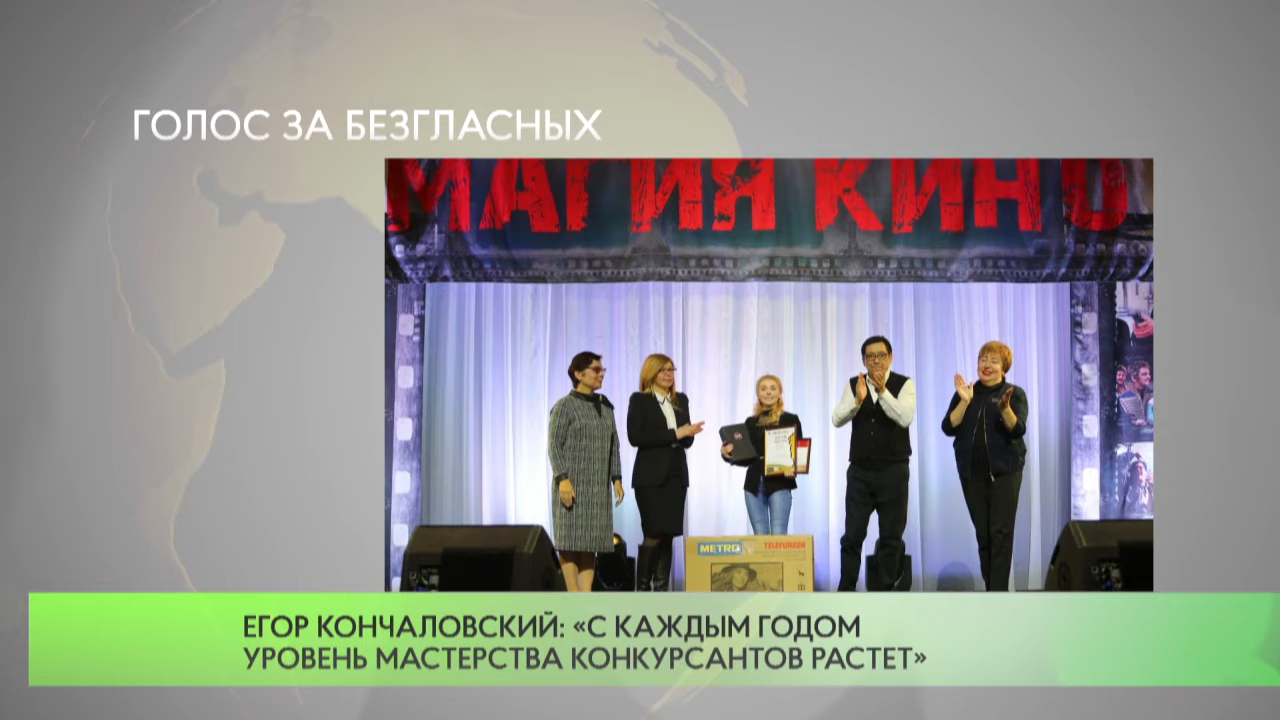 ГОЛОС ЗА БЕЗГЛАСНЫХ
МАГИЯ КИНО
METRO
TELEFUNKEN
ЕГОР КОНЧАЛОВСКИЙ: «С КАЖДЫМ ГОДОМ
УРОВЕНЬ МАСТЕРСТВА КОНКУРСАНТОВ РАСТЕТ»